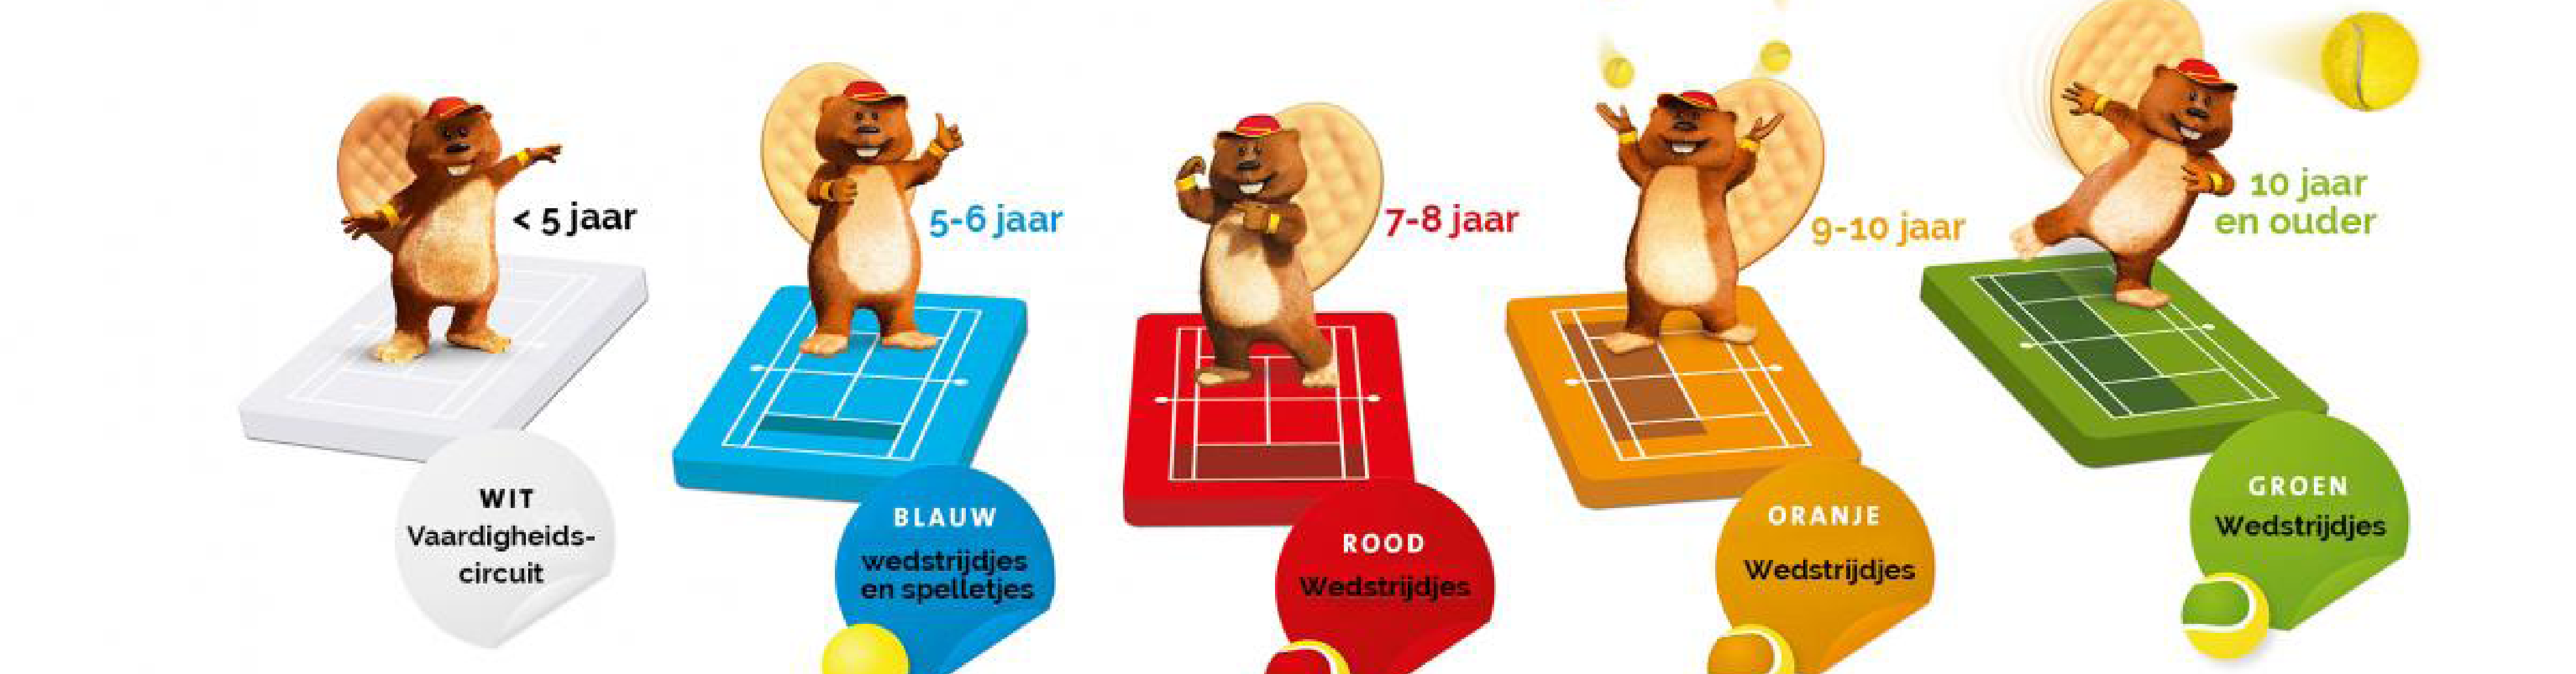 < 5 jaar
WIT
Vaardigheids-
circuit
5-6 jaar
BLAUW
wedstrijdjes
en spelletjes
7-8 jaar
ROOD
Wedstrijdjes
9-10 jaar
ORANJE
Wedstrijdjes
10 jaar
en ouder
GROEN
Wedstrijdjes